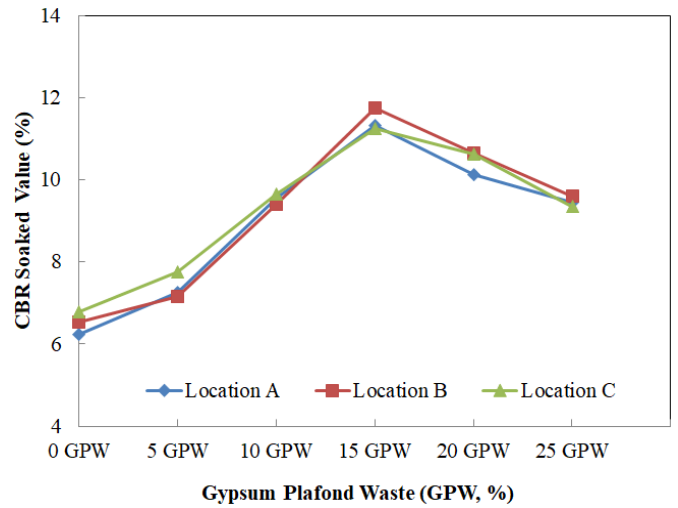 14
12
10
8
6
4
CBR Soaked Value (%)
Location A Location B Location C
0 GPW 5 GPW 10 GPW 15 GPW 20 GPW 25 GPW
Gypsum Plafond Waste (GPW, %)